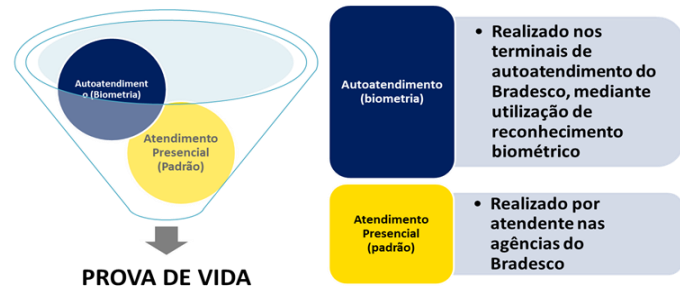 Autoatendiment
o (Biometria)
Atendimento
Presencial
(Padrão)
PROVA DE VIDA
Autoatendimento
(biometria)
• Realizado nos
terminais de
autoatendimento do
Bradesco, mediante
utilização de
reconhecimento
biométrico
Atendimento
Presencial
(padrão)
• Realizado por
atendente nas
agências do
Bradesco